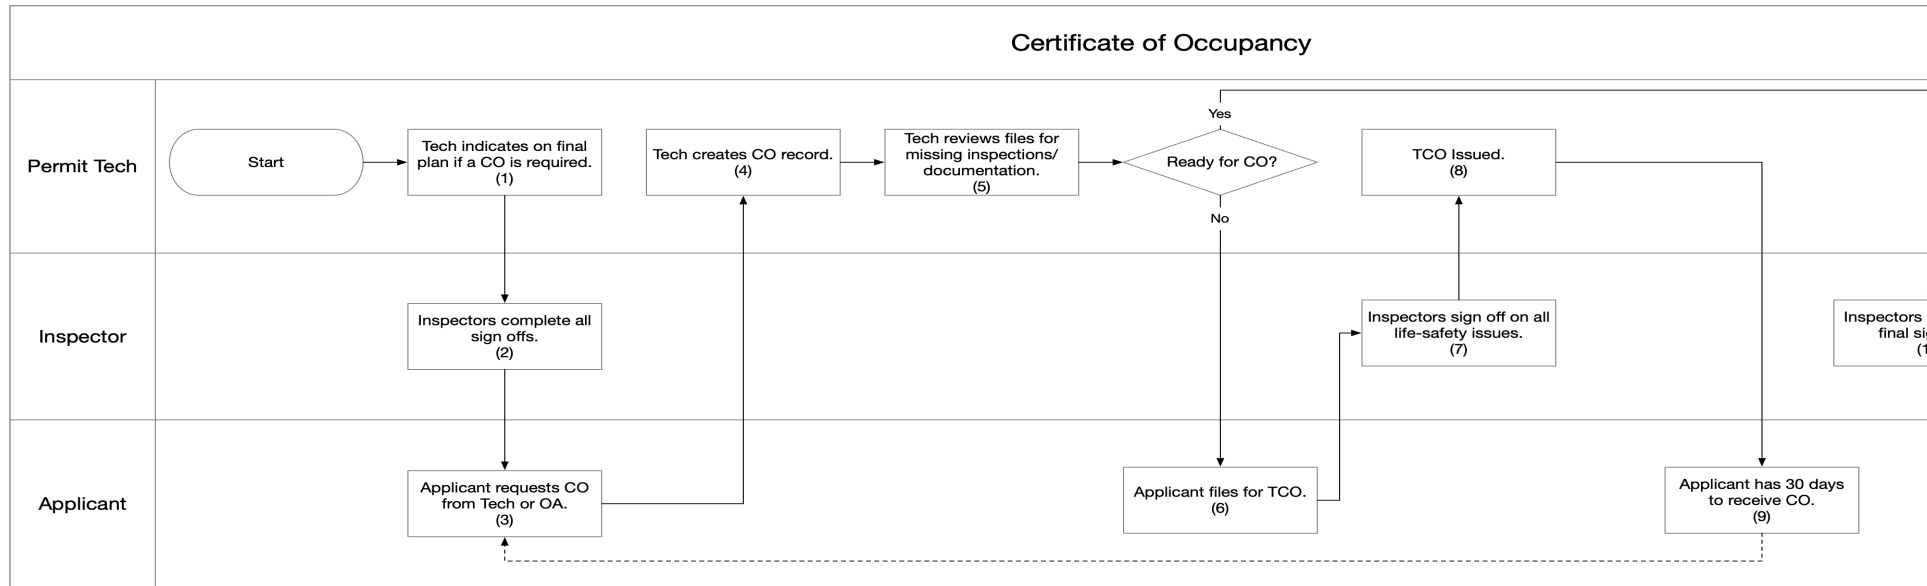 Certificate of Occupancy
Permit Tech
Start
Tech indicates on final
plan if a CO is required.
(1)
Tech creates CO record.
(4)
Tech reviews files for
missing inspections/
documentation.
(5)
Yes
Ready for CO?
No
TCO Issued.
(8)
Inspector
Inspectors complete all
sign offs.
(2)
Inspectors sign off on all
life-safety issues.
(7)
Inspectors
final
Applicant
Applicant requests CO
from Tech or OA.
(3)
Applicant files for TCO.
(6)
Applicant has 30 days
to receive CO.
(9)